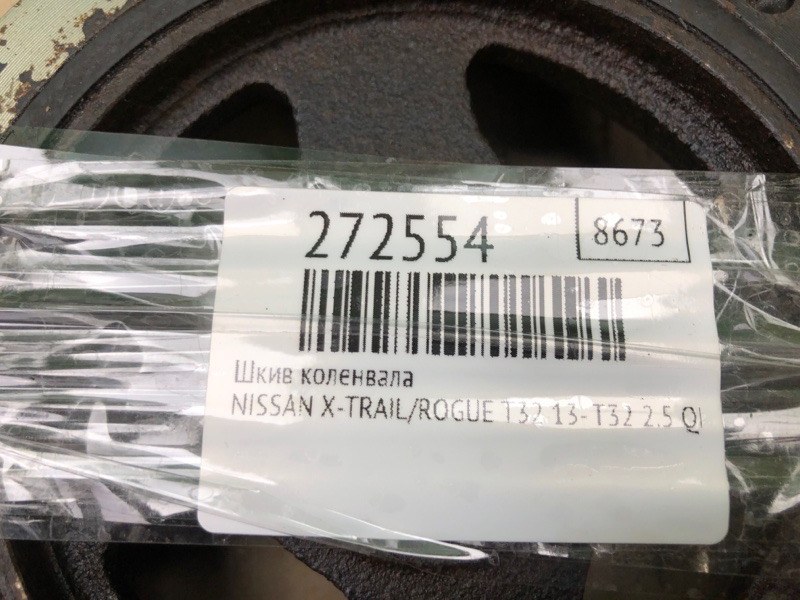 272554
8673
Шкив коленвала
NISSAN X-TRAIL/ROGUE T32 13- T32 2.5 Q